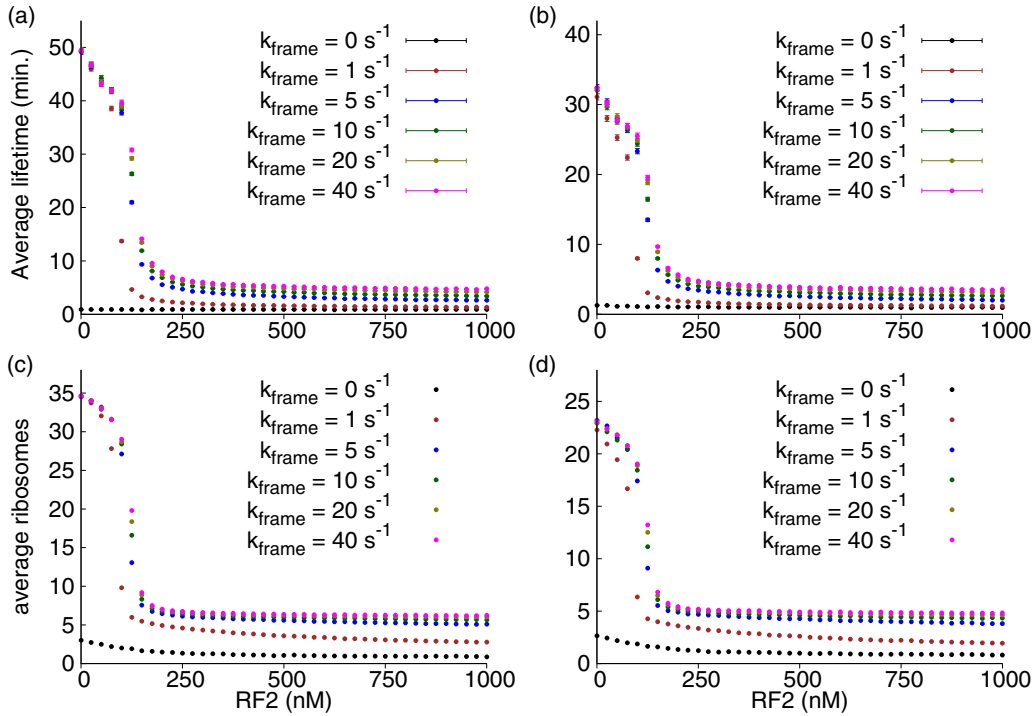 (a)
Average lifetime (min.)
50
40
30
20
10
0
0 250 500 750 1000
k_frame = 0 s⁻¹
k_frame = 1 s⁻¹
k_frame = 5 s⁻¹
k_frame = 10 s⁻¹
k_frame = 20 s⁻¹
k_frame = 40 s⁻¹
(b)
40
30
20
10
0
0 250 500 750 1000
k_frame = 0 s⁻¹
k_frame = 1 s⁻¹
k_frame = 5 s⁻¹
k_frame = 10 s⁻¹
k_frame = 20 s⁻¹
k_frame = 40 s⁻¹
(c)
average ribosomes
35
30
25
20
15
10
5
0
0 250 500 750 1000
RF2 (nM)
k_frame = 0 s⁻¹
k_frame = 1 s⁻¹
k_frame = 5 s⁻¹
k_frame = 10 s⁻¹
k_frame = 20 s⁻¹
k_frame = 40 s⁻¹
(d)
25
20
15
10
5
0
0 250 500 750 1000
RF2 (nM)
k_frame = 0 s⁻¹
k_frame = 1 s⁻¹
k_frame = 5 s⁻¹
k_frame = 10 s⁻¹
k_frame = 20 s⁻¹
k_frame = 40 s⁻¹